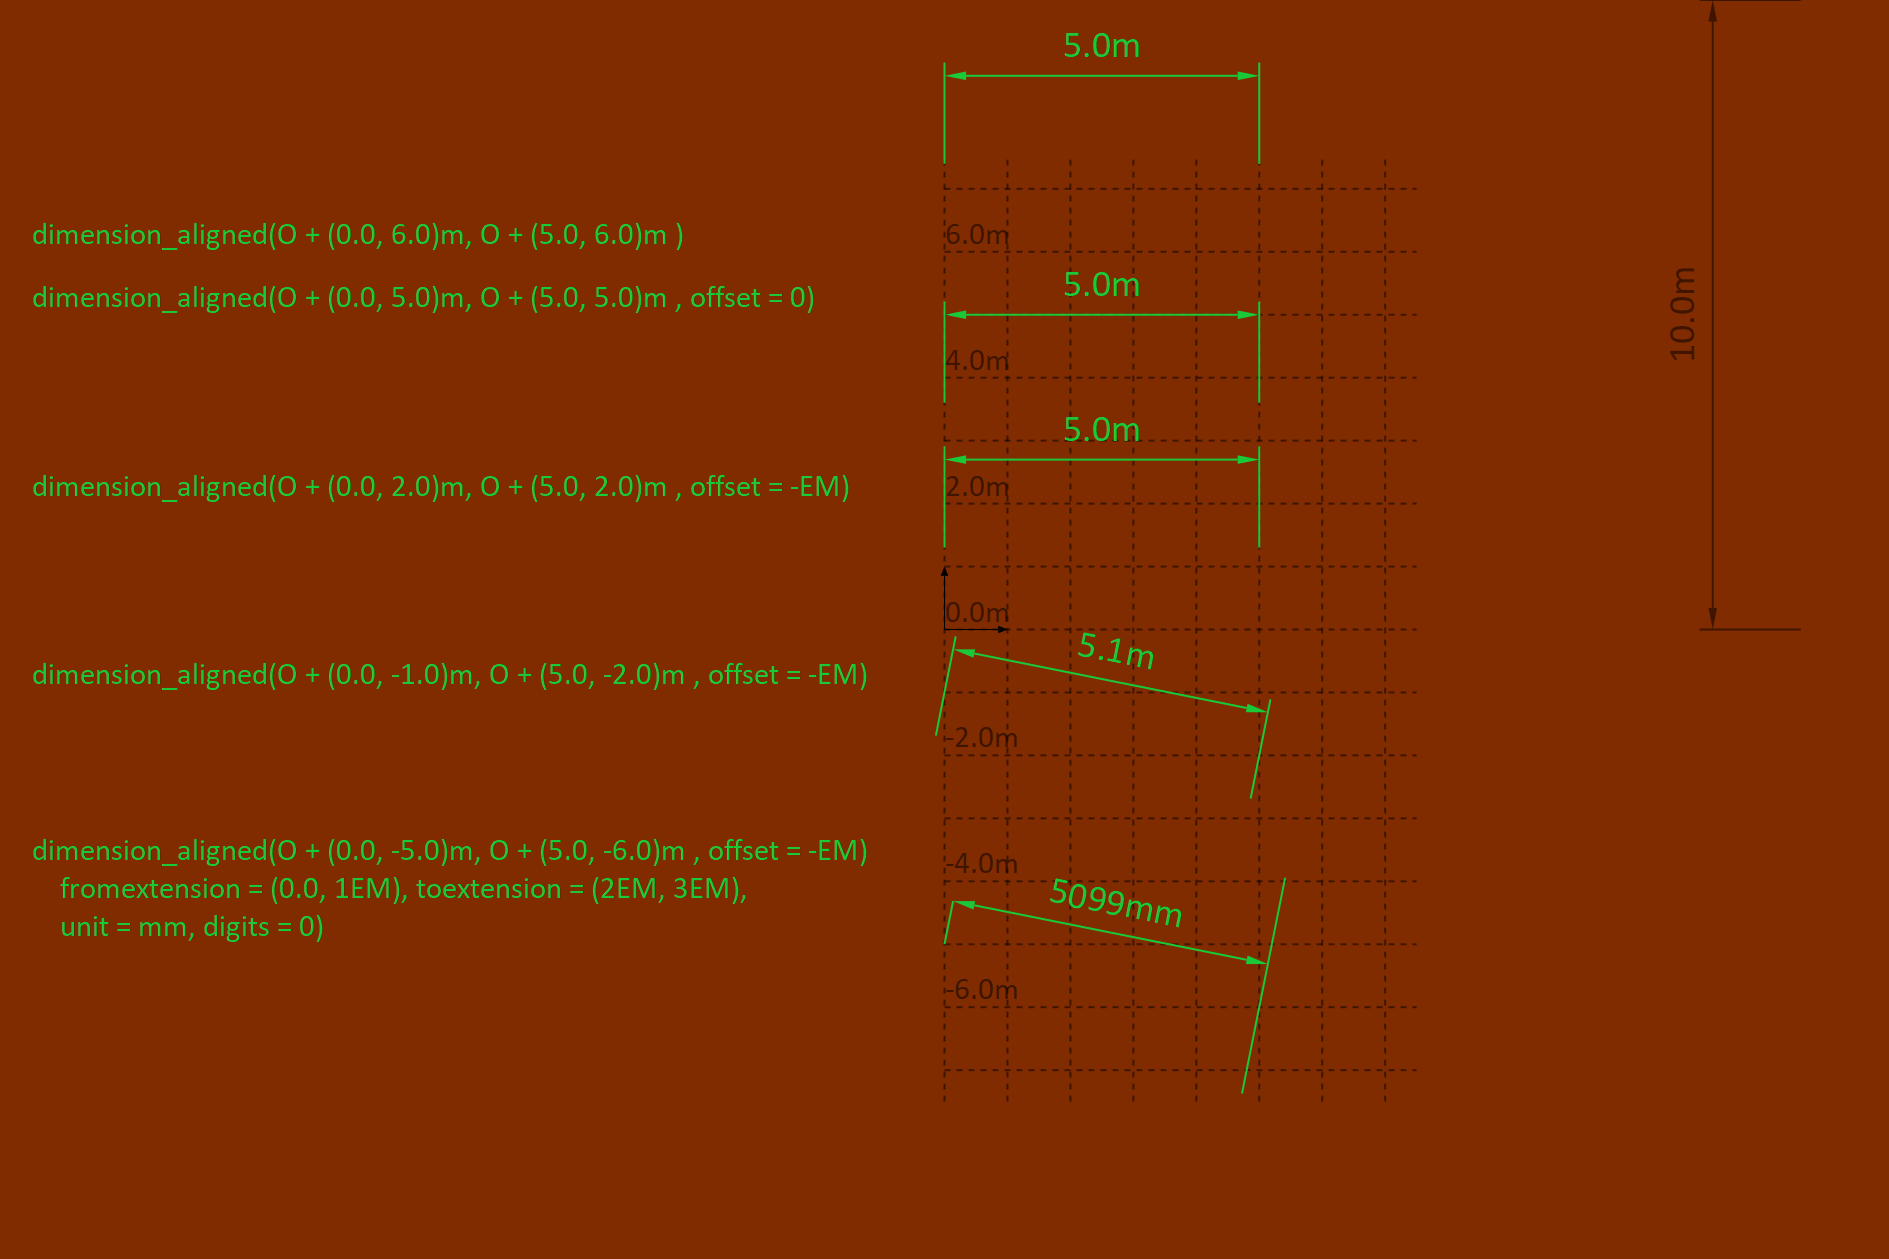 5.0m
dimension_aligned(O + (0.0, 6.0)m, O + (5.0, 6.0)m )
6.0m
dimension_aligned(O + (0.0, 5.0)m, O + (5.0, 5.0)m , offset = 0)
5.0m
10.0m
4.0m
5.0m
dimension_aligned(O + (0.0, 2.0)m, O + (5.0, 2.0)m , offset = -EM)
2.0m
0.0m
5.1m
dimension_aligned(O + (0.0, -1.0)m, O + (5.0, -2.0)m , offset = -EM)
-2.0m
dimension_aligned(O + (0.0, -5.0)m, O + (5.0, -6.0)m , offset = -EM)
fromextension = (0.0, 1EM), toextension = (2EM, 3EM),
unit = mm, digits = 0)
-4.0m
5099mm
-6.0m